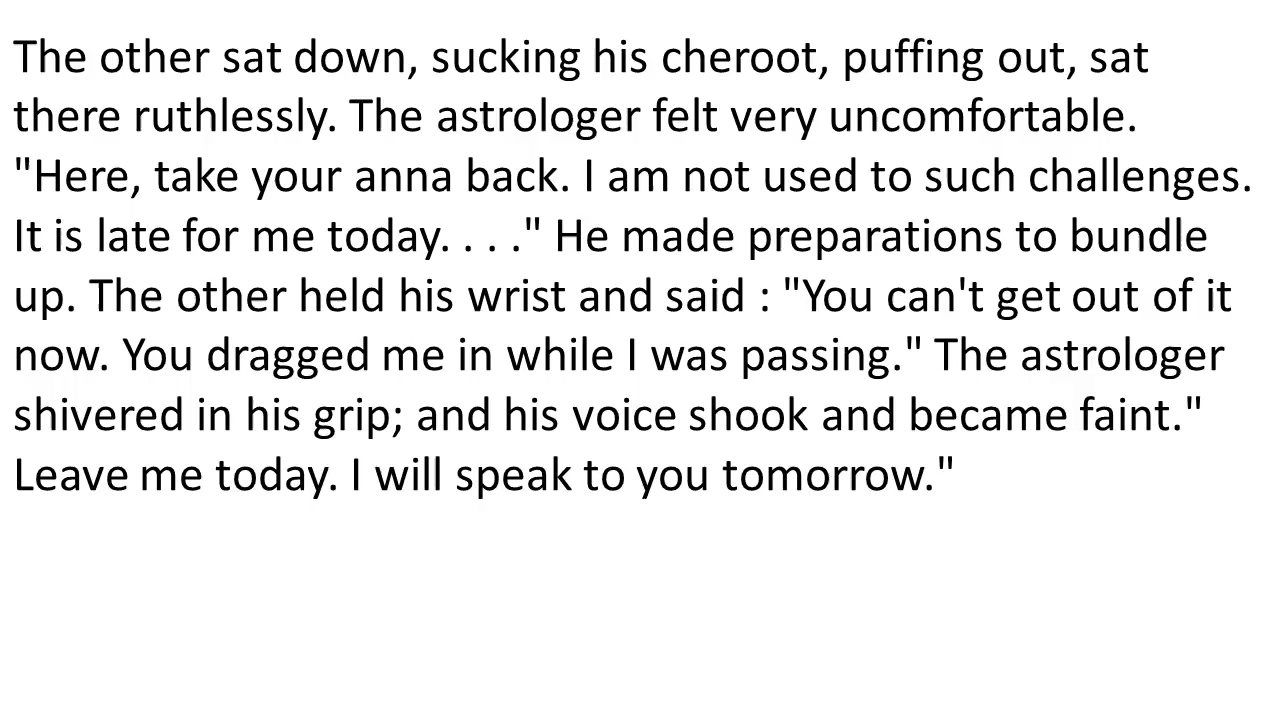 The other sat down, sucking his cheroot, puffing out, sat
there ruthlessly. The astrologer felt very uncomfortable.
"Here, take your anna back. I am not used to such challenges.
It is late for me today. . . ." He made preparations to bundle
up. The other held his wrist and said : "You can't get out of it
now. You dragged me in while I was passing." The astrologer
shivered in his grip; and his voice shook and became faint."
Leave me today. I will speak to you tomorrow."